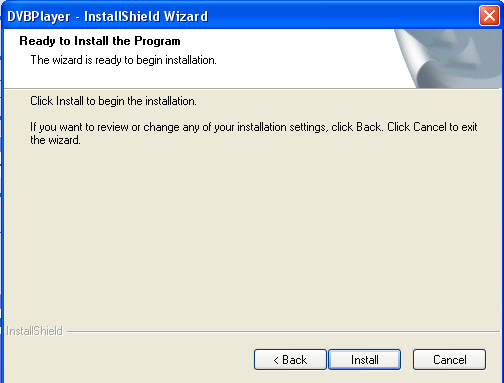 DVBPlayer - InstallShield Wizard
Ready to Install the Program
The wizard is ready to begin installation.
Click Install to begin the installation.
If you want to review or change any of your installation settings, click Back. Click Cancel to exit
the wizard.
InstallShield
< Back
Install
Cancel